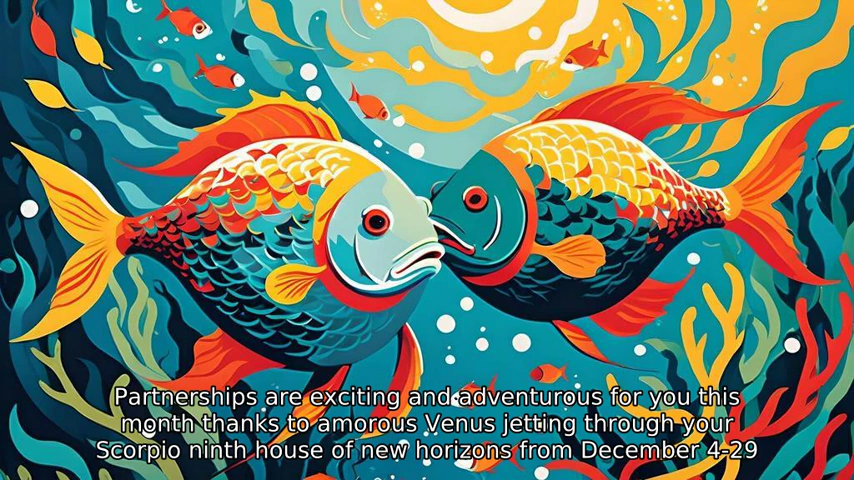 Partnerships are exciting and adventurous for you this
month thanks to amorous Venus jetting through your
Scorpio ninth house of new horizons from December 4-29